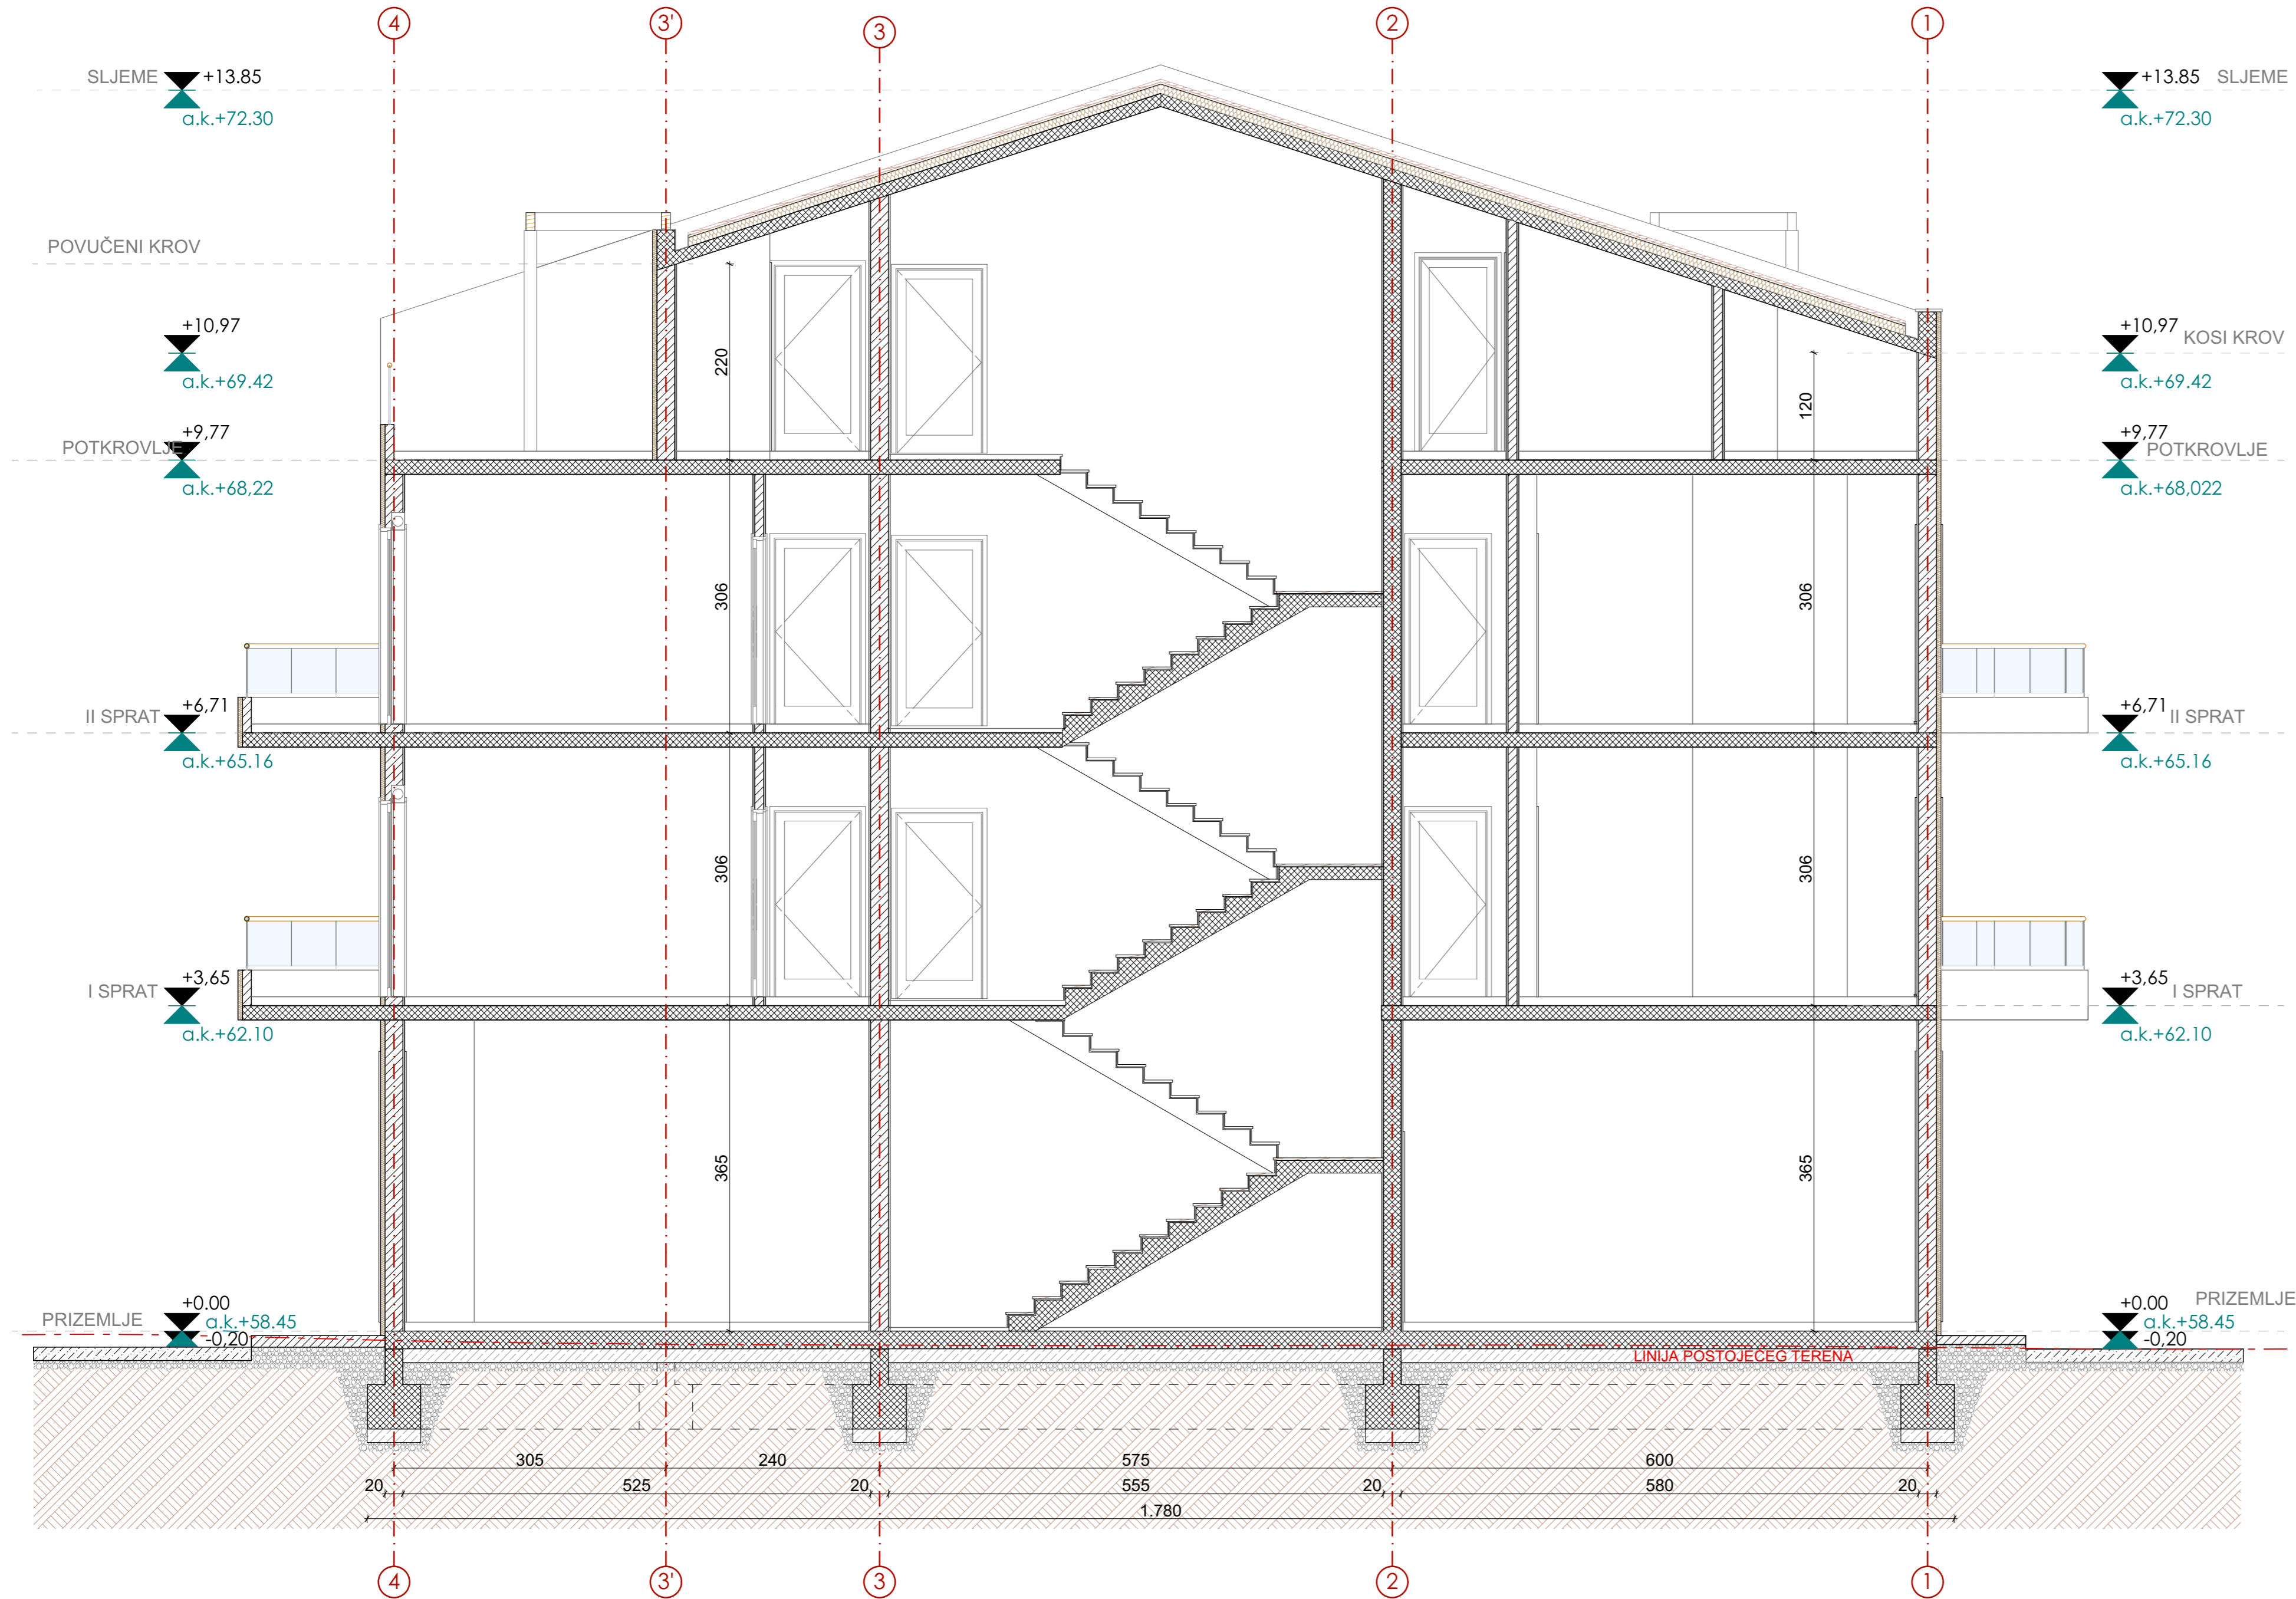 4
3'
3
2
1
SLJEME
+13.85
a.k.+72.30
+13.85
SLJEME
a.k.+72.30
POVUČENI KROV
+10,97
a.k.+69.42
+10,97
KOSI KROV
a.k.+69.42
220
120
POTKROVLJE
+9,77
a.k.+68,22
+9,77
POTKROVLJE
a.k.+68,022
306
306
II SPRAT
+6,71
a.k.+65.16
+6,71
II SPRAT
a.k.+65.16
306
306
I SPRAT
+3,65
a.k.+62.10
+3,65
I SPRAT
a.k.+62.10
365
365
PRIZEMLJE
+0.00
a.k.+58.45
-0,20
+0.00
PRIZEMLJE
a.k.+58.45
-0,20
LINIJA POSTOJEĆEG TERENA
305
240
575
600
20
525
20
555
20
580
20
1.780
4
3'
3
2
1